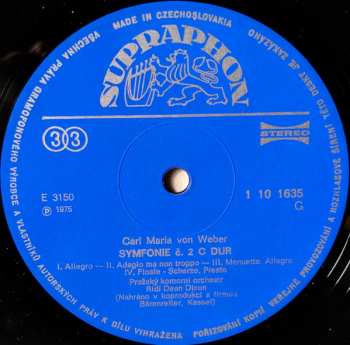 MADE IN CZECHOSLOVAKIA
VŠECHNA PRÁVA GRAMOFONOVÉHO VÝROBCE A VLASTNÍKŮ AUTORSKÝCH PRÁV K DÍLU VYHRAŽENA
POŘIZOVÁNÍ KOPIÍ VEREJNÉ PROVOZOVÁNÍ A ROZHLASOVÉ ŠÍŘENÍ TÉTO DESKY JE ZAKÁZÁNO
SUPRAPHON
33
STEREO
E 3150
1 10 1635
Ⓟ 1975
G
Carl Maria von Weber
SYMFONIE č. 2 C DUR
I. Allegro — II. Adagio ma non troppo — III. Menuetto. Allegro
IV. Finale - Scherzo. Presto
Pražský komorní orchestr
Řídí Dean Dixon
(Nahráno v koprodukci s firmou
Bärenreiter, Kassel)